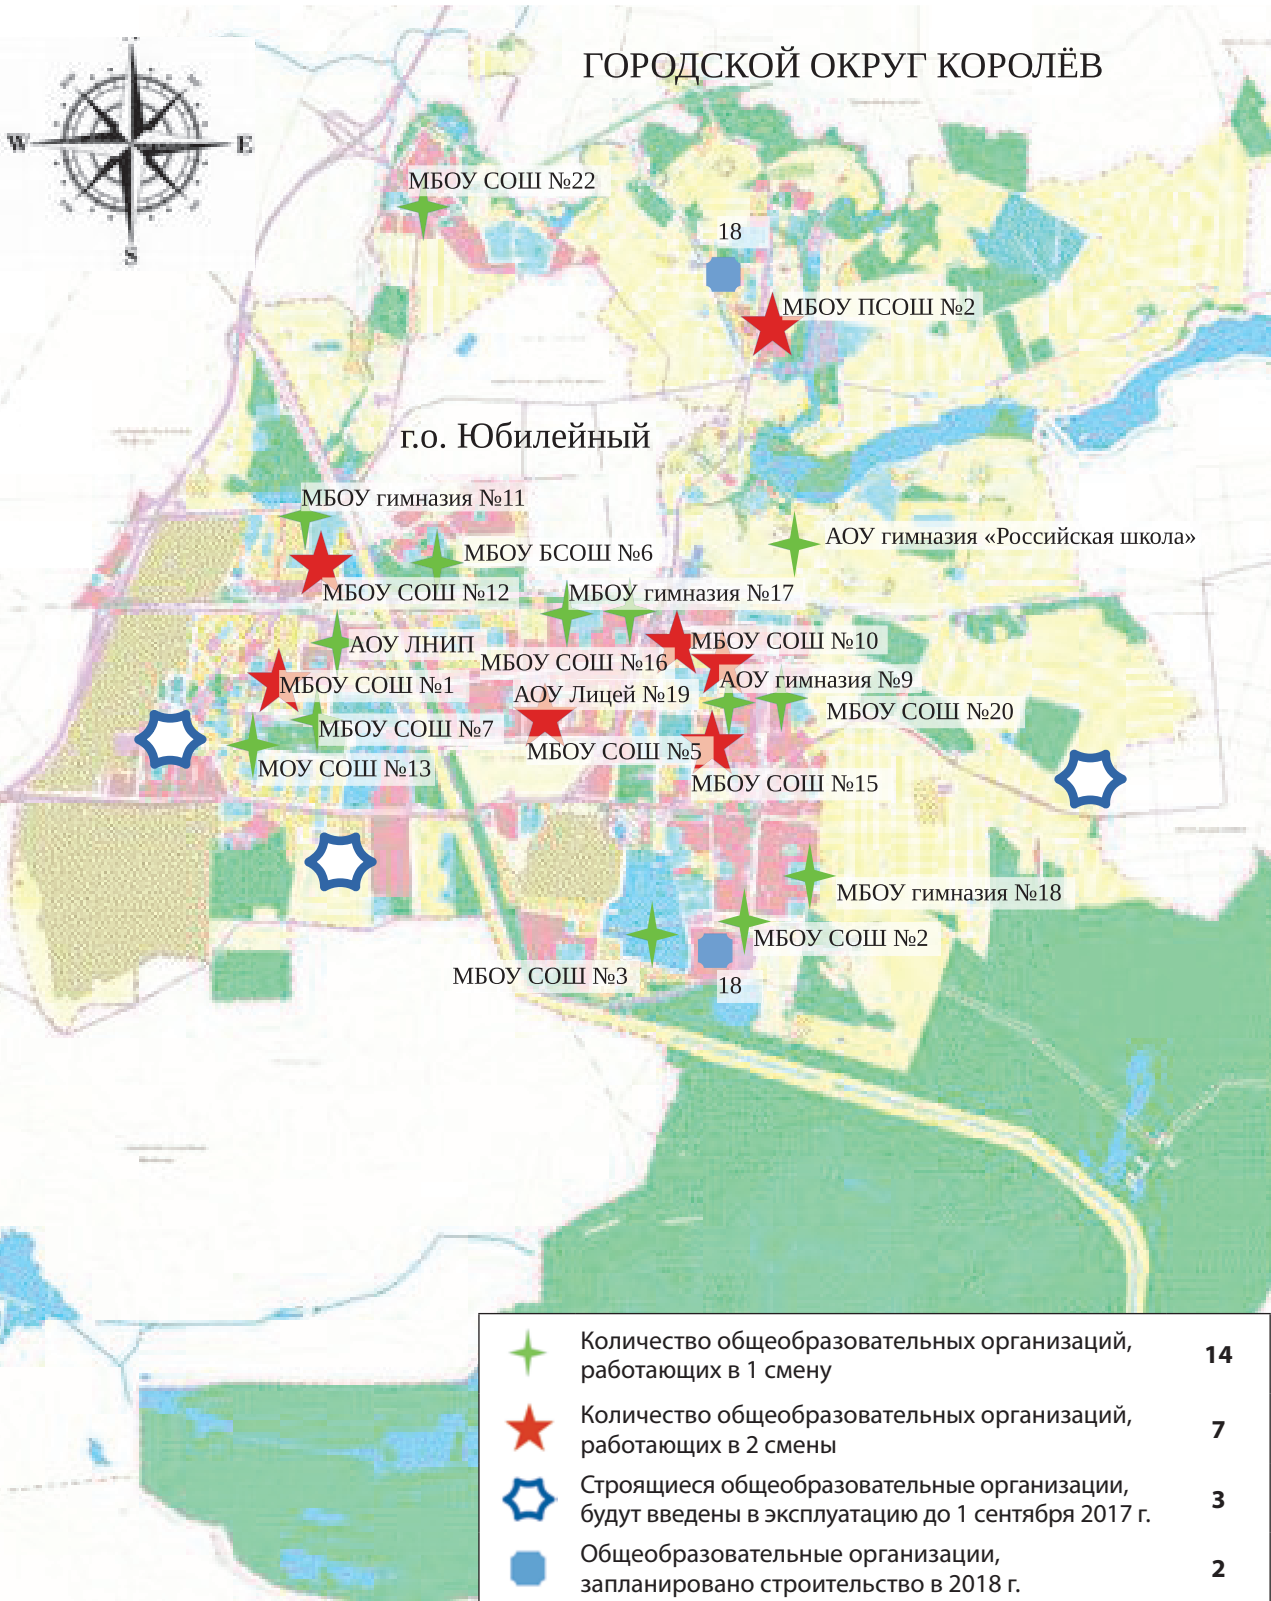 ГОРОДСКОЙ ОКРУГ КОРОЛЁВ
W
E
S
МБОУ СОШ №22
18
МБОУ ПСОШ №2
г.о. Юбилейный
МБОУ гимназия №11
АОУ гимназия «Российская школа»
МБОУ БСОШ №6
МБОУ СОШ №12
МБОУ гимназия №17
АОУ ЛНИП
МБОУ СОШ №10
МБОУ СОШ №16
МБОУ СОШ №1
АОУ гимназия №9
АОУ Лицей №19
МБОУ СОШ №20
МБОУ СОШ №7
МБОУ СОШ №5
МОУ СОШ №13
МБОУ СОШ №15
МБОУ гимназия №18
МБОУ СОШ №2
МБОУ СОШ №3
18
Количество общеобразовательных организаций,
работающих в 1 смену
14
Количество общеобразовательных организаций,
работающих в 2 смены
7
Строящиеся общеобразовательные организации,
будут введены в эксплуатацию до 1 сентября 2017 г.
3
Общеобразовательные организации,
запланировано строительство в 2018 г.
2